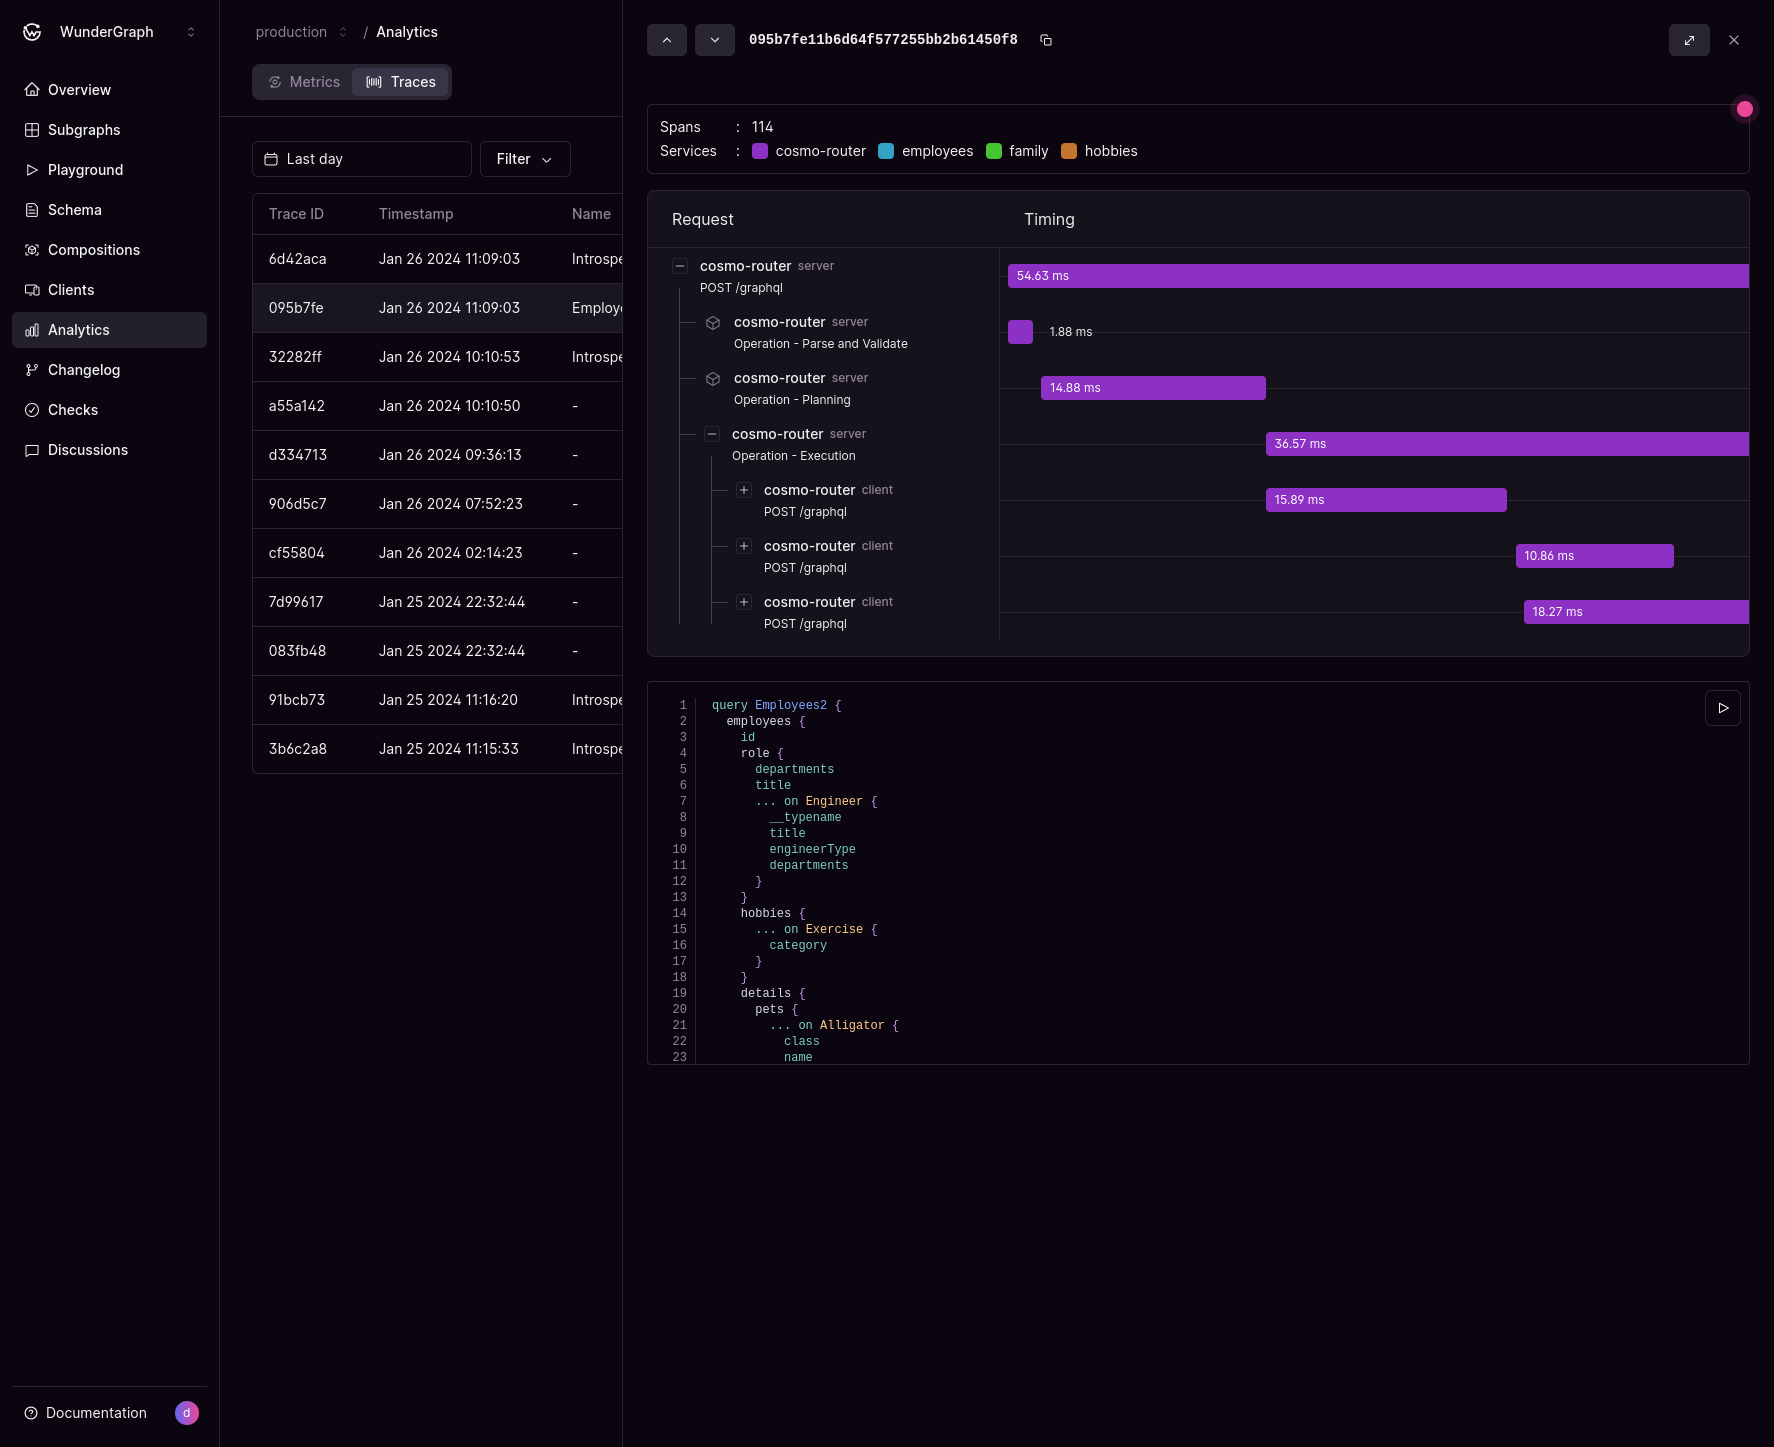 WunderGraph
Overview
Subgraphs
Playground
Schema
Compositions
Clients
Analytics
Changelog
Checks
Discussions
Documentation
d
production / Analytics
Metrics Traces
Last day Filter
Trace ID Timestamp Name
6d42aca Jan 26 2024 11:09:03 Introspe
095b7fe Jan 26 2024 11:09:03 Employe
32282ff Jan 26 2024 10:10:53 Introspe
a55a142 Jan 26 2024 10:10:50 -
d334713 Jan 26 2024 09:36:13 -
906d5c7 Jan 26 2024 07:52:23 -
cf55804 Jan 26 2024 02:14:23 -
7d99617 Jan 25 2024 22:32:44 -
083fb48 Jan 25 2024 22:32:44 -
91bcb73 Jan 25 2024 11:16:20 Introspe
3b6c2a8 Jan 25 2024 11:15:33 Introspe
095b7fe11b6d64f577255bb2b61450f8
Spans : 114
Services : cosmo-router employees family hobbies
Request Timing
cosmo-router server
POST /graphql
54.63 ms
cosmo-router server
Operation - Parse and Validate
1.88 ms
cosmo-router server
Operation - Planning
14.88 ms
cosmo-router server
Operation - Execution
36.57 ms
cosmo-router client
POST /graphql
15.89 ms
cosmo-router client
POST /graphql
10.86 ms
cosmo-router client
POST /graphql
18.27 ms
1 query Employees2 {
2 employees {
3 id
4 role {
5 departments
6 title
7 ... on Engineer {
8 __typename
9 title
10 engineerType
11 departments
12 }
13 }
14 hobbies {
15 ... on Exercise {
16 category
17 }
18 }
19 details {
20 pets {
21 ... on Alligator {
22 class
23 name